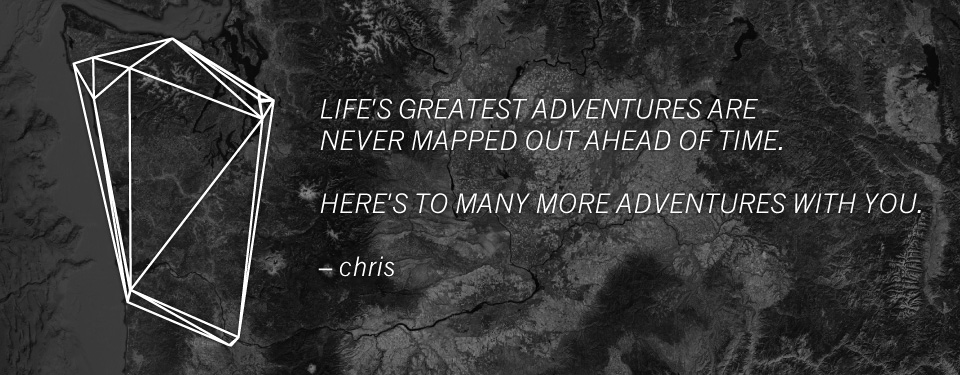 LIFE'S GREATEST ADVENTURES ARE
NEVER MAPPED OUT AHEAD OF TIME.
HERE'S TO MANY MORE ADVENTURES WITH YOU.
– chris